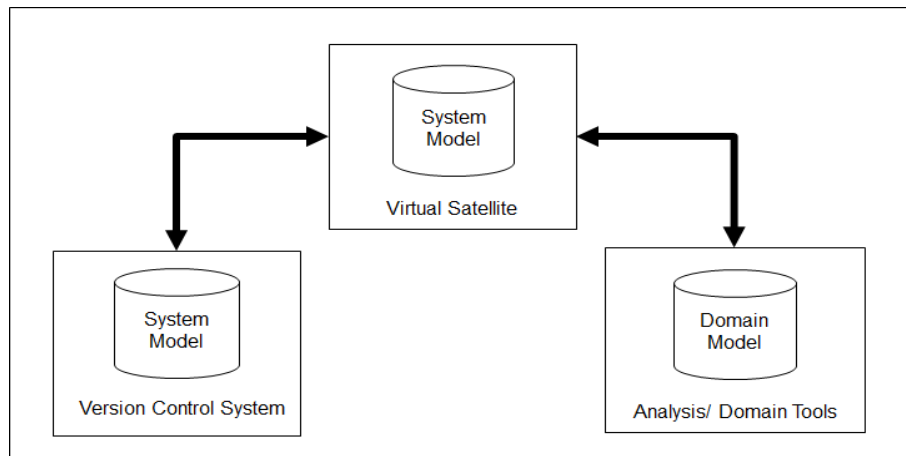 System
Model
Virtual Satellite
System
Model
Version Control System
Domain
Model
Analysis/ Domain Tools